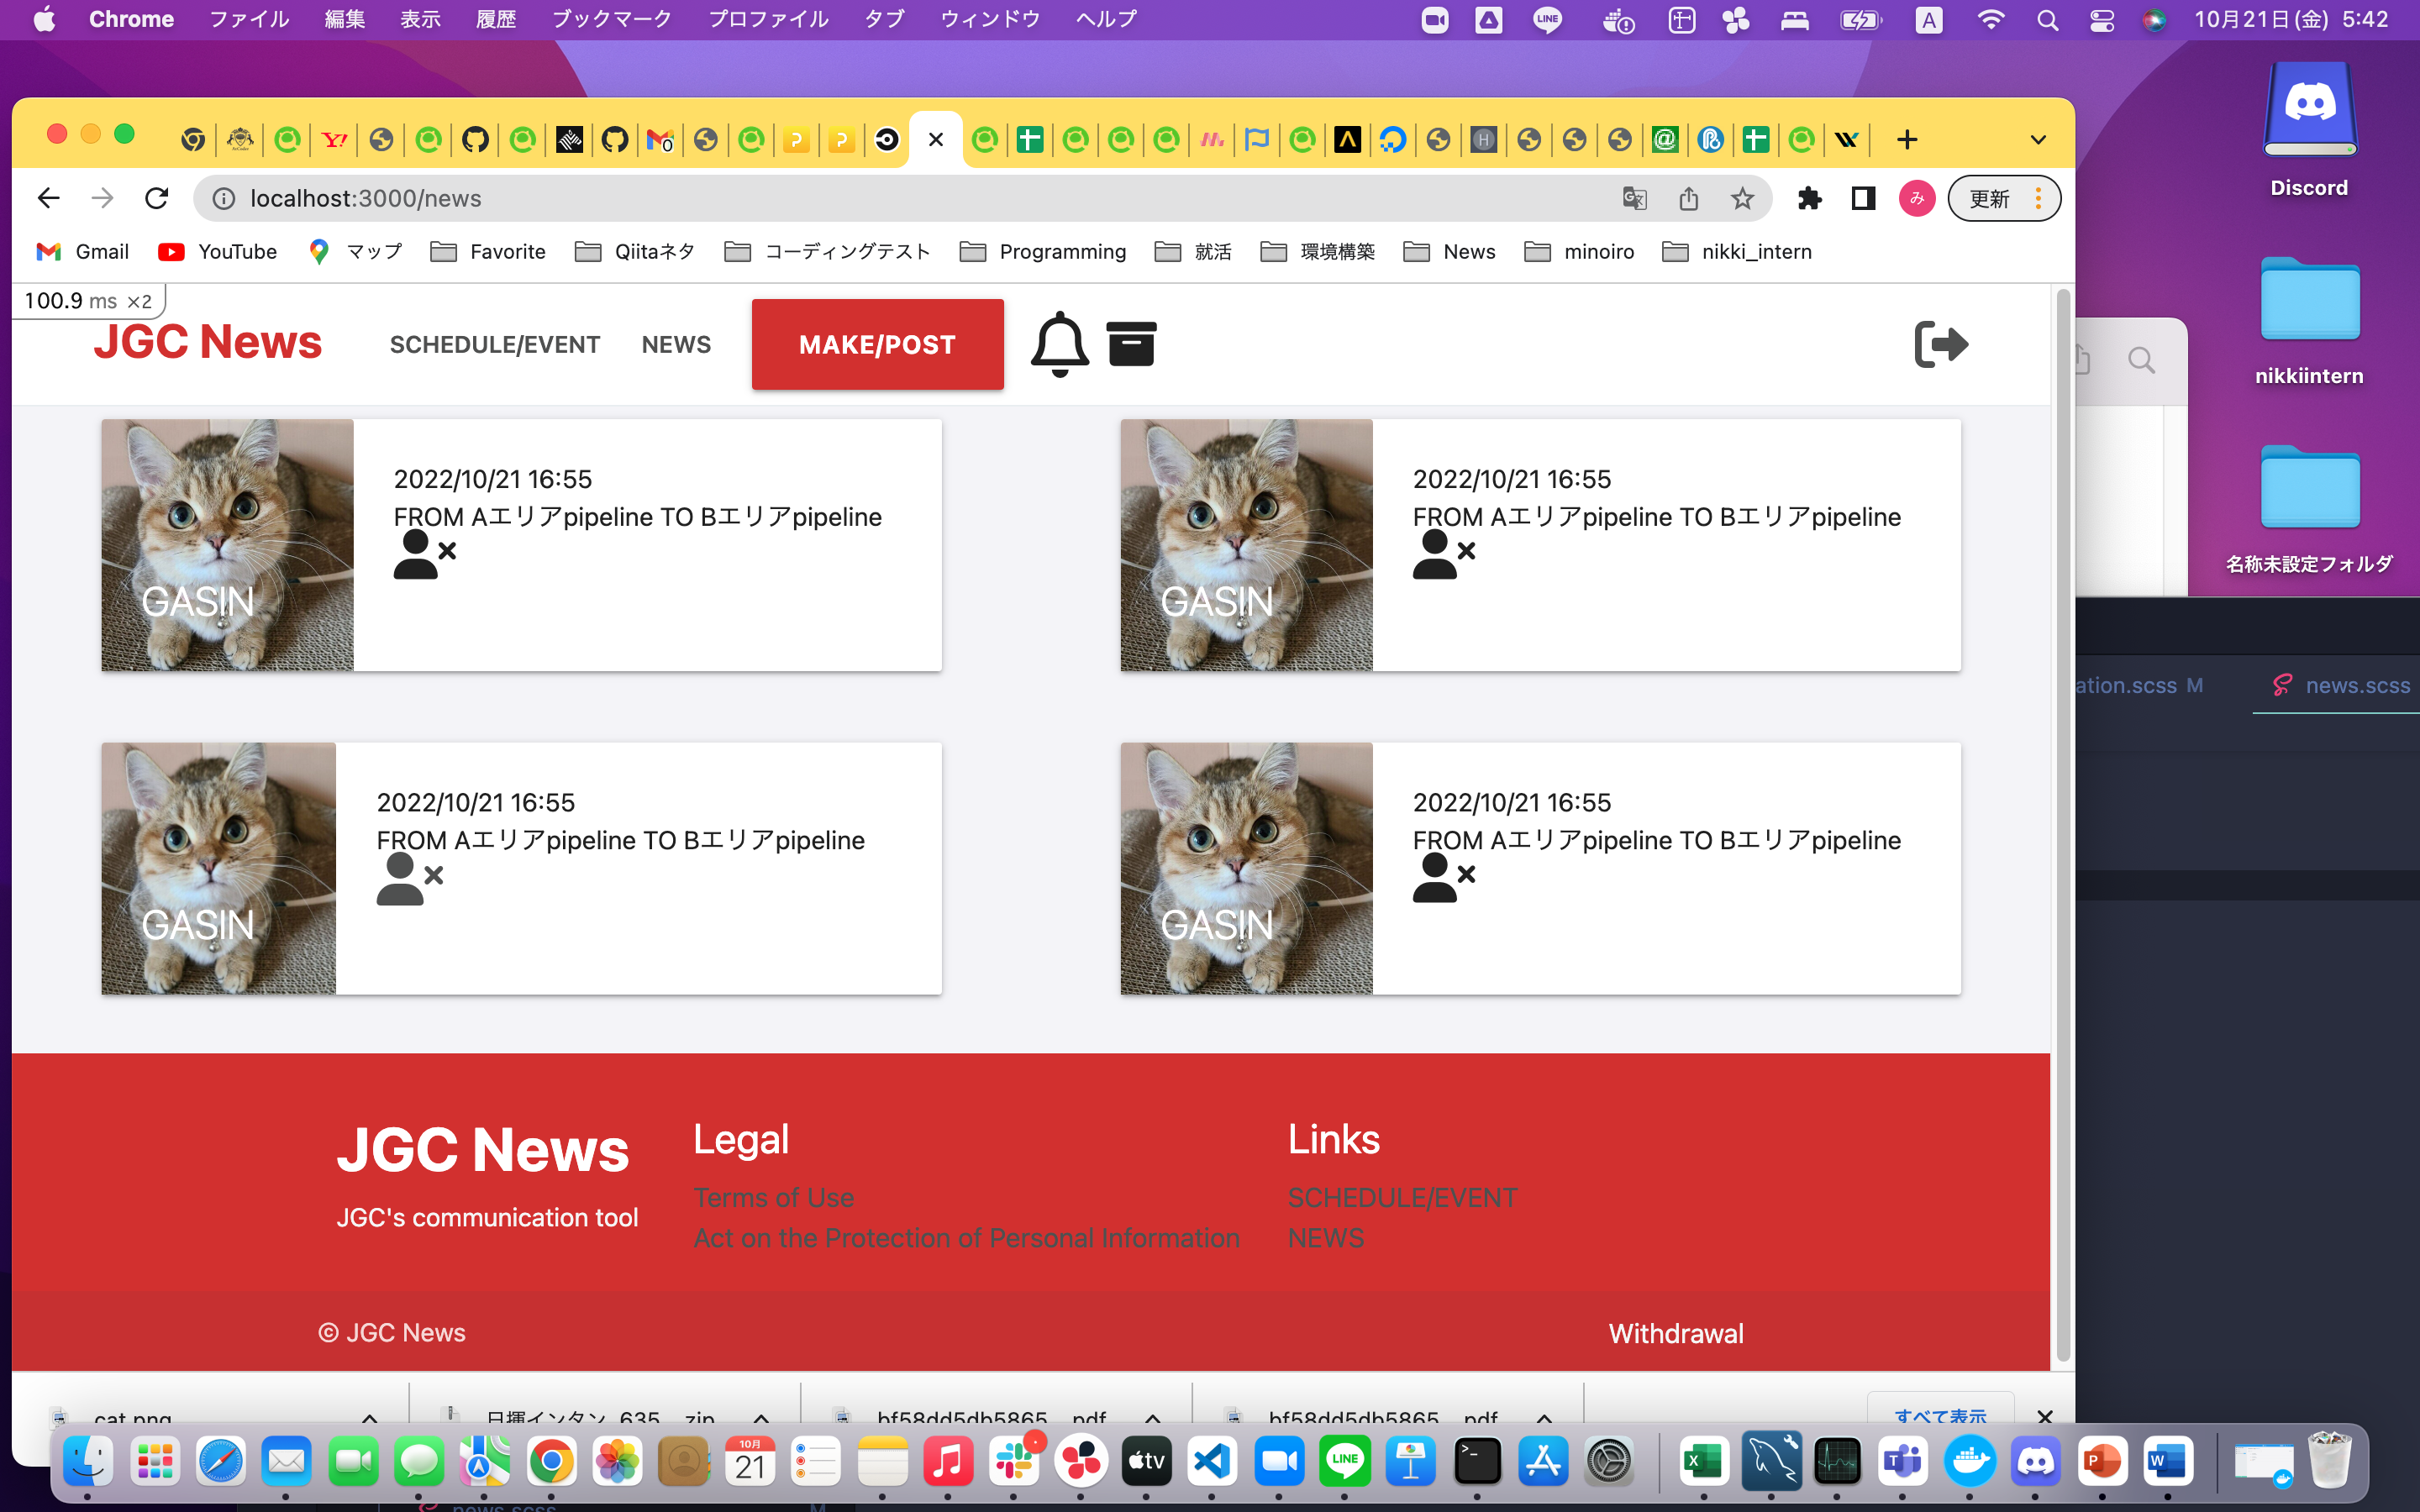 Chrome ファイル 編集 表示 履歴 ブックマーク プロファイル タブ ウィンドウ ヘルプ
LINE
A
10月21日(金) 5:42
Discord
nikkiintern
名称未設定フォルダ
localhost:3000/news
み
更新
Gmail YouTube マップ Favorite Qiitaネタ コーディングテスト Programming 就活 環境構築 News minoiro nikki_intern
100.9 ms ×2
JGC News SCHEDULE/EVENT NEWS MAKE/POST
2022/10/21 16:55
FROM Aエリアpipeline TO Bエリアpipeline
GASIN
2022/10/21 16:55
FROM Aエリアpipeline TO Bエリアpipeline
GASIN
2022/10/21 16:55
FROM Aエリアpipeline TO Bエリアpipeline
GASIN
2022/10/21 16:55
FROM Aエリアpipeline TO Bエリアpipeline
GASIN
ation.scss M
news.scss
JGC News
JGC's communication tool
Legal
Terms of Use
Act on the Protection of Personal Information
Links
SCHEDULE/EVENT
NEWS
© JGC News
Withdrawal
cat.png
日揮インタン_635....zip
bf58dd5db5865....pdf
bf58dd5db5865....pdf
すべて表示
10月
21
tv
LINE
news.scss M